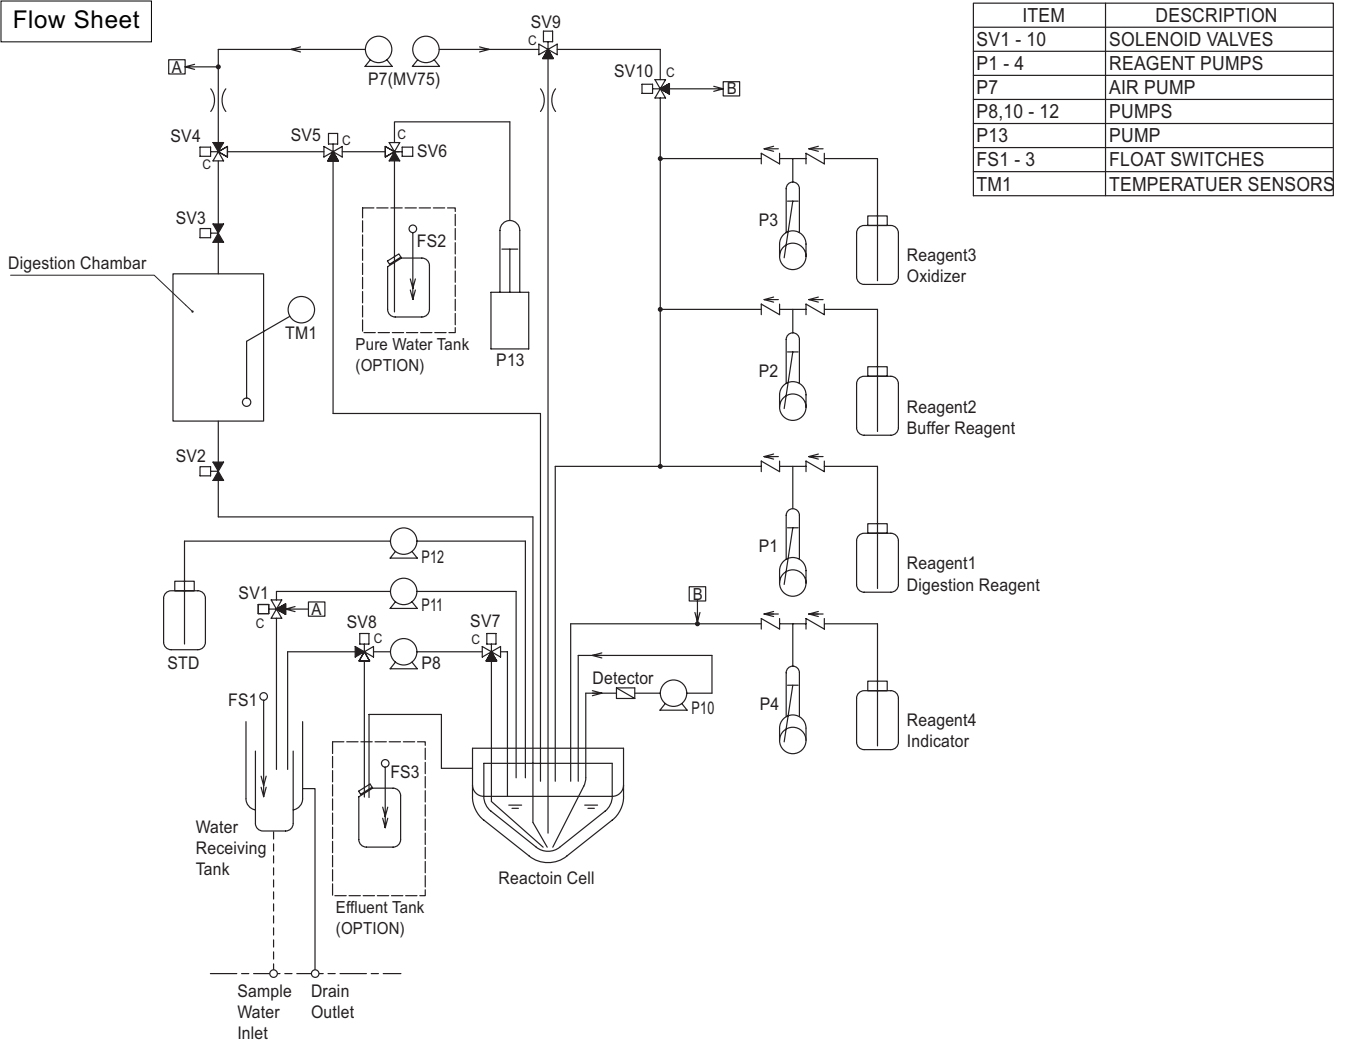 Flow Sheet
ITEM DESCRIPTION
SV1 - 10 SOLENOID VALVES
P1 - 4 REAGENT PUMPS
P7 AIR PUMP
P8,10 - 12 PUMPS
P13 PUMP
FS1 - 3 FLOAT SWITCHES
TM1 TEMPERATUER SENSORS
SV9
C
A
P7(MV75)
SV10
C
B
SV4
C
SV5
C
C
SV6
SV3
P3
Reagent3
Oxidizer
Digestion Chambar
FS2
TM1
Pure Water Tank
(OPTION)
P13
P2
Reagent2
Buffer Reagent
SV2
P12
P1
Reagent1
Digestion Reagent
SV1
C
A
P11
STD
SV8
C
P8
SV7
C
B
Detector
P10
FS1
P4
Reagent4
Indicator
FS3
Water
Receiving
Tank
Reactoin Cell
Effluent Tank
(OPTION)
Sample
Water
Inlet
Drain
Outlet